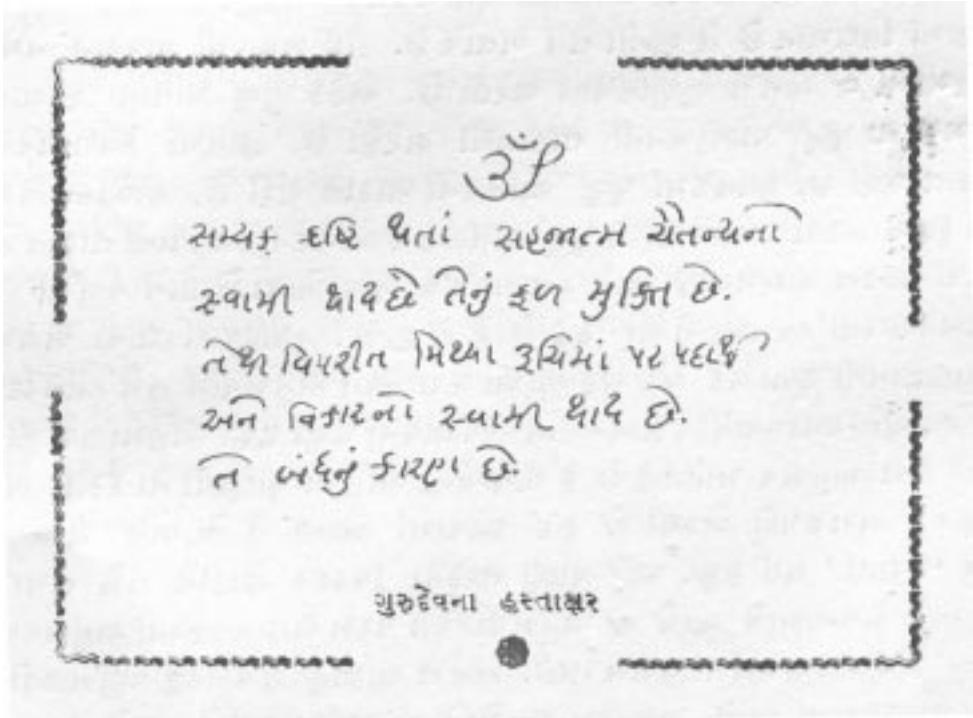 ૐ
સમ્યક્ દ્રષ્ટિ થતાં સહજાત્મ ચૈતન્યનો
સ્વામી થાય છે તેનું ફળ મુક્તિ છે.
તેથી વિપરીત મિથ્યા રૂચિમાં પર પદાર્થ
અને વિકારનો સ્વામી થાય છે.
તે બંધનું કારણ છે.
ગુરુદેવના હસ્તાક્ષર